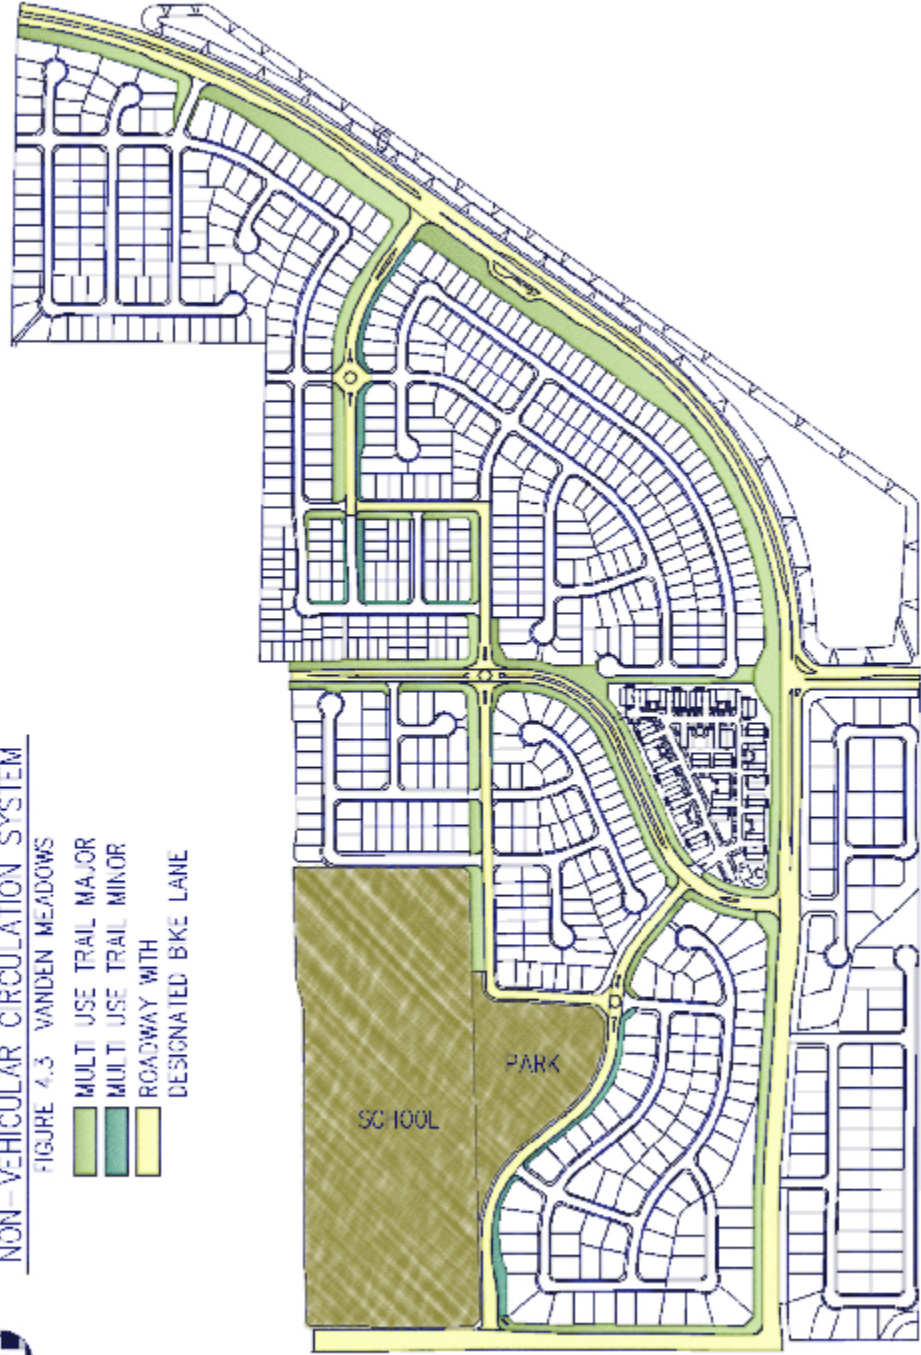 NON-VEHICULAR CIRCULATION SYSTEM
FIGURE 4.3 VANDEN MEADOWS
MULTI USE TRAIL MAJOR
MULTI USE TRAIL MINOR
ROADWAY WITH
DESIGNATED BIKE LANE
SCHOOL
PARK